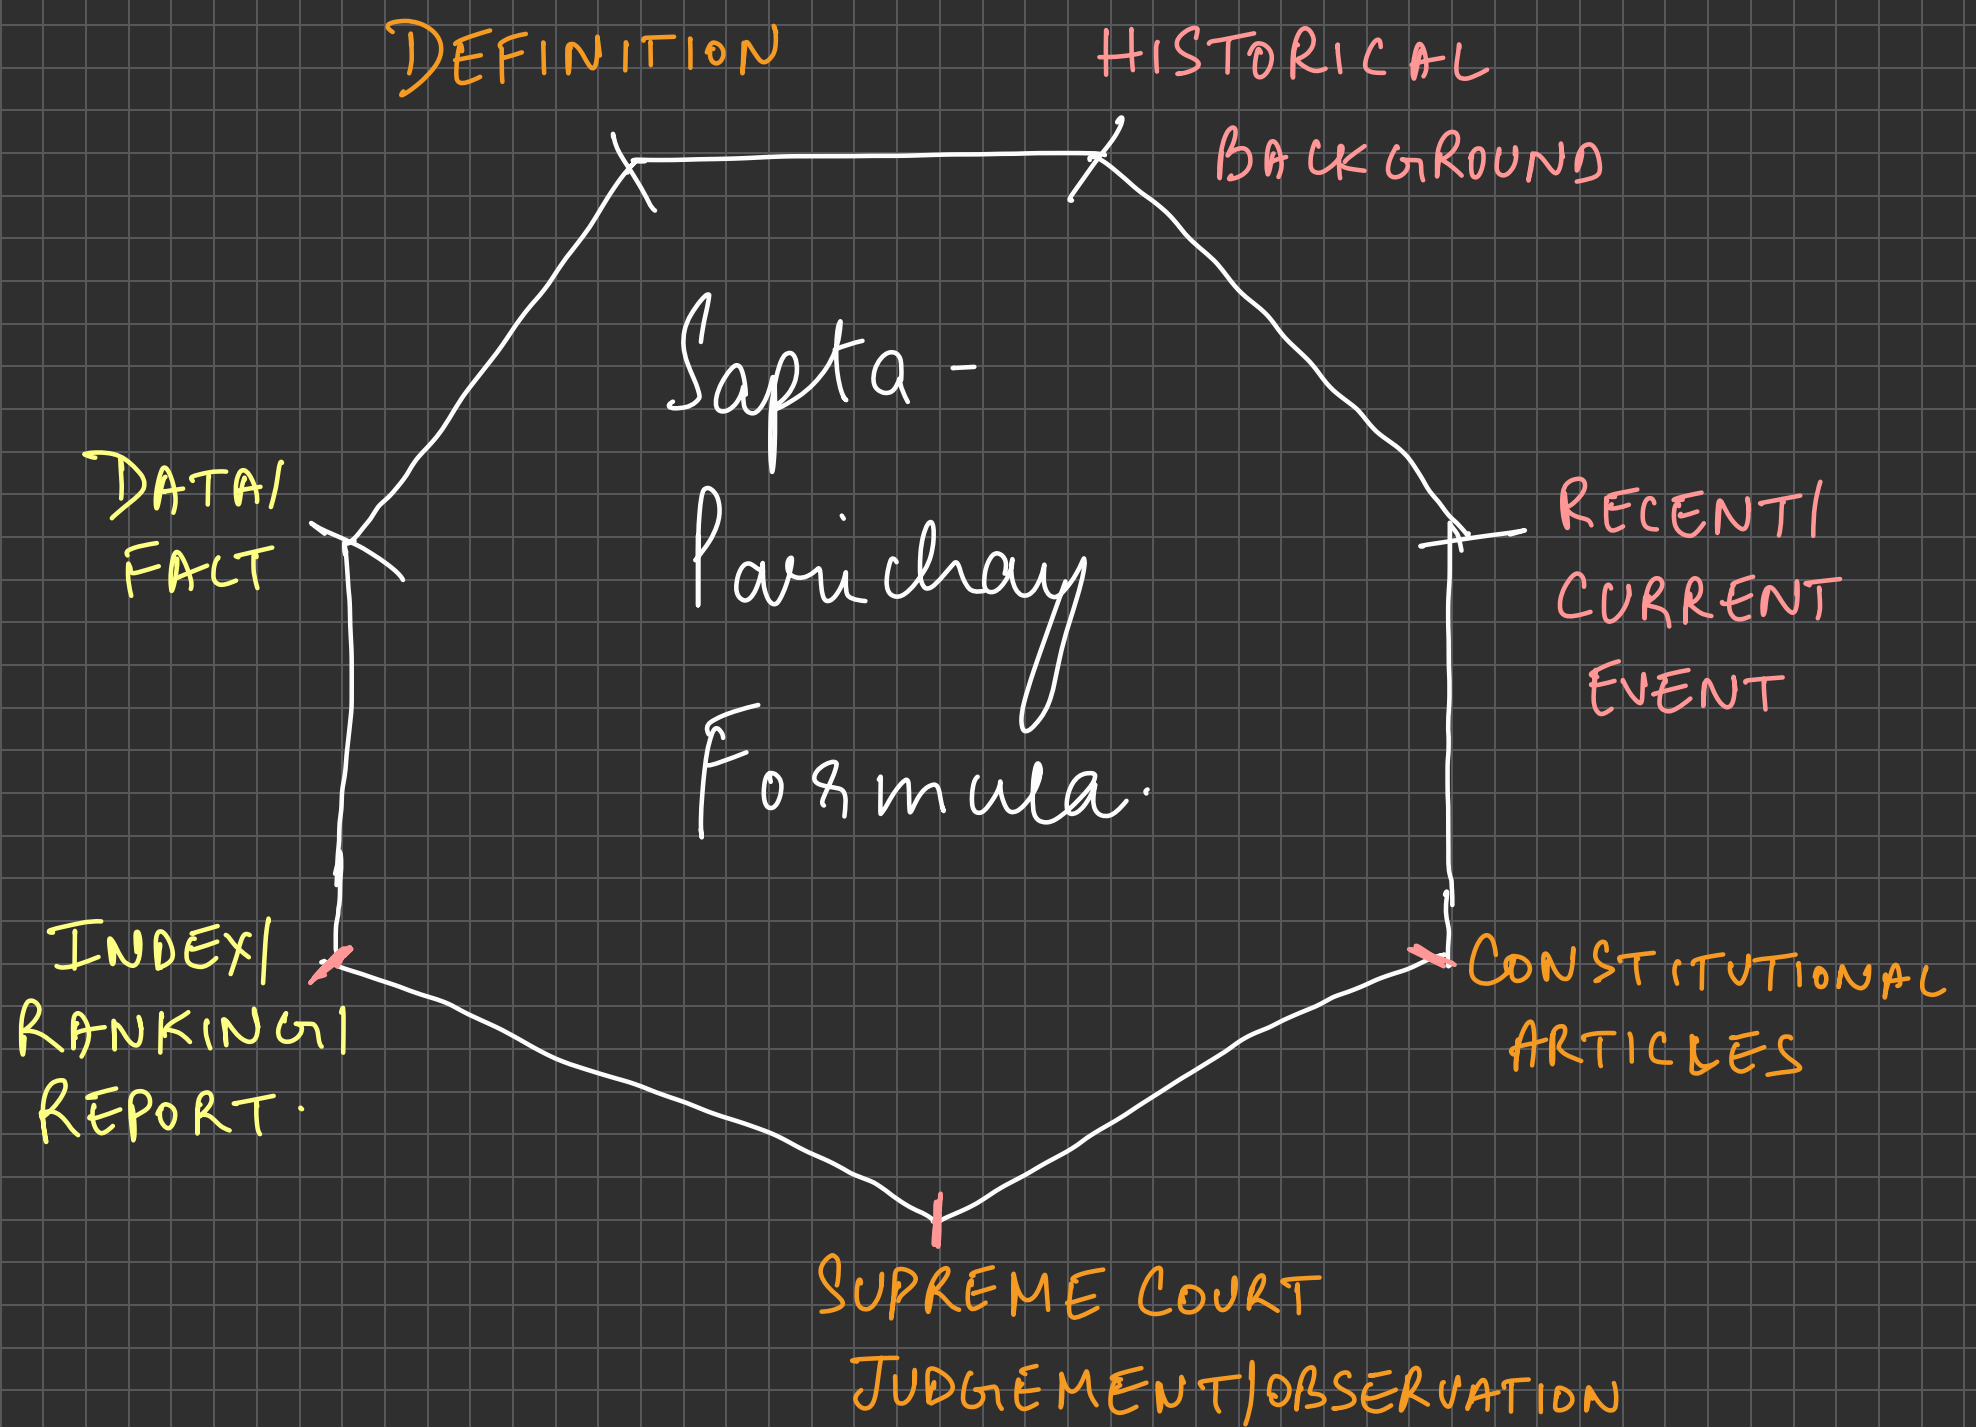 DEFINITION
HISTORICAL
BACKGROUND
Sapta-
Parichay
Formula.
DATA/
FACT
RECENT/
CURRENT
EVENT
INDEX/
RANKING/
REPORT.
CONSTITUTIONAL
ARTICLES
SUPREME COURT
JUDGEMENT/OBSERVATION